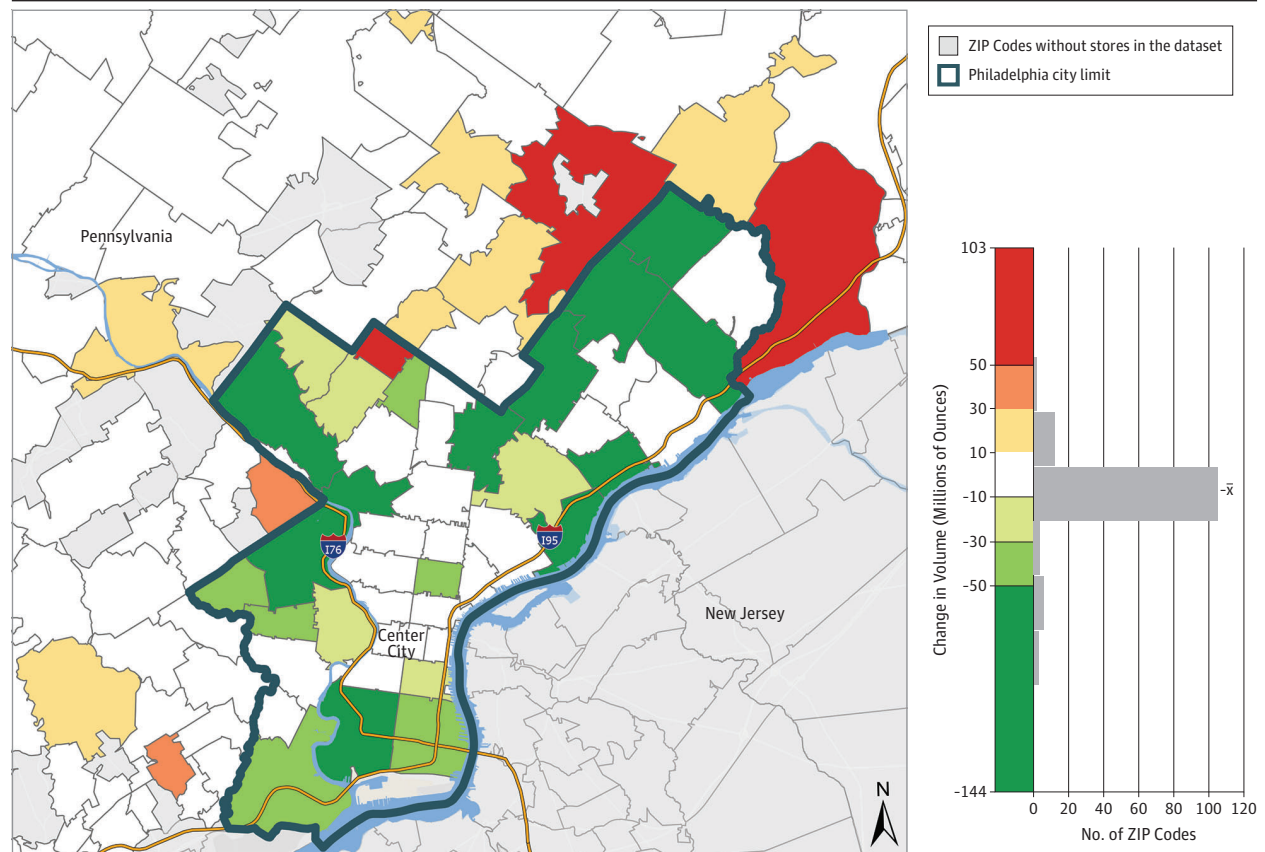 ZIP Codes without stores in the dataset
Philadelphia city limit
Pennsylvania
I76
I95
New Jersey
Center
City
N
Change in Volume (Millions of Ounces)
103
50
30
10
-10
-30
-50
-144
-x̄
0 20 40 60 80 100 120
No. of ZIP Codes